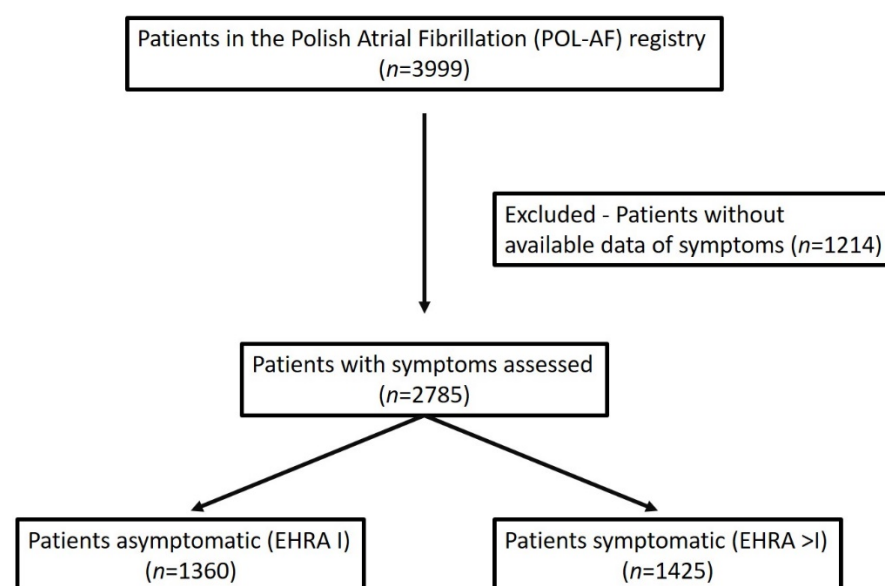 Patients in the Polish Atrial Fibrillation (POL-AF) registry
(n=3999)
Excluded - Patients without
available data of symptoms (n=1214)
Patients with symptoms assessed
(n=2785)
Patients asymptomatic (EHRA I)
(n=1360)
Patients symptomatic (EHRA >I)
(n=1425)